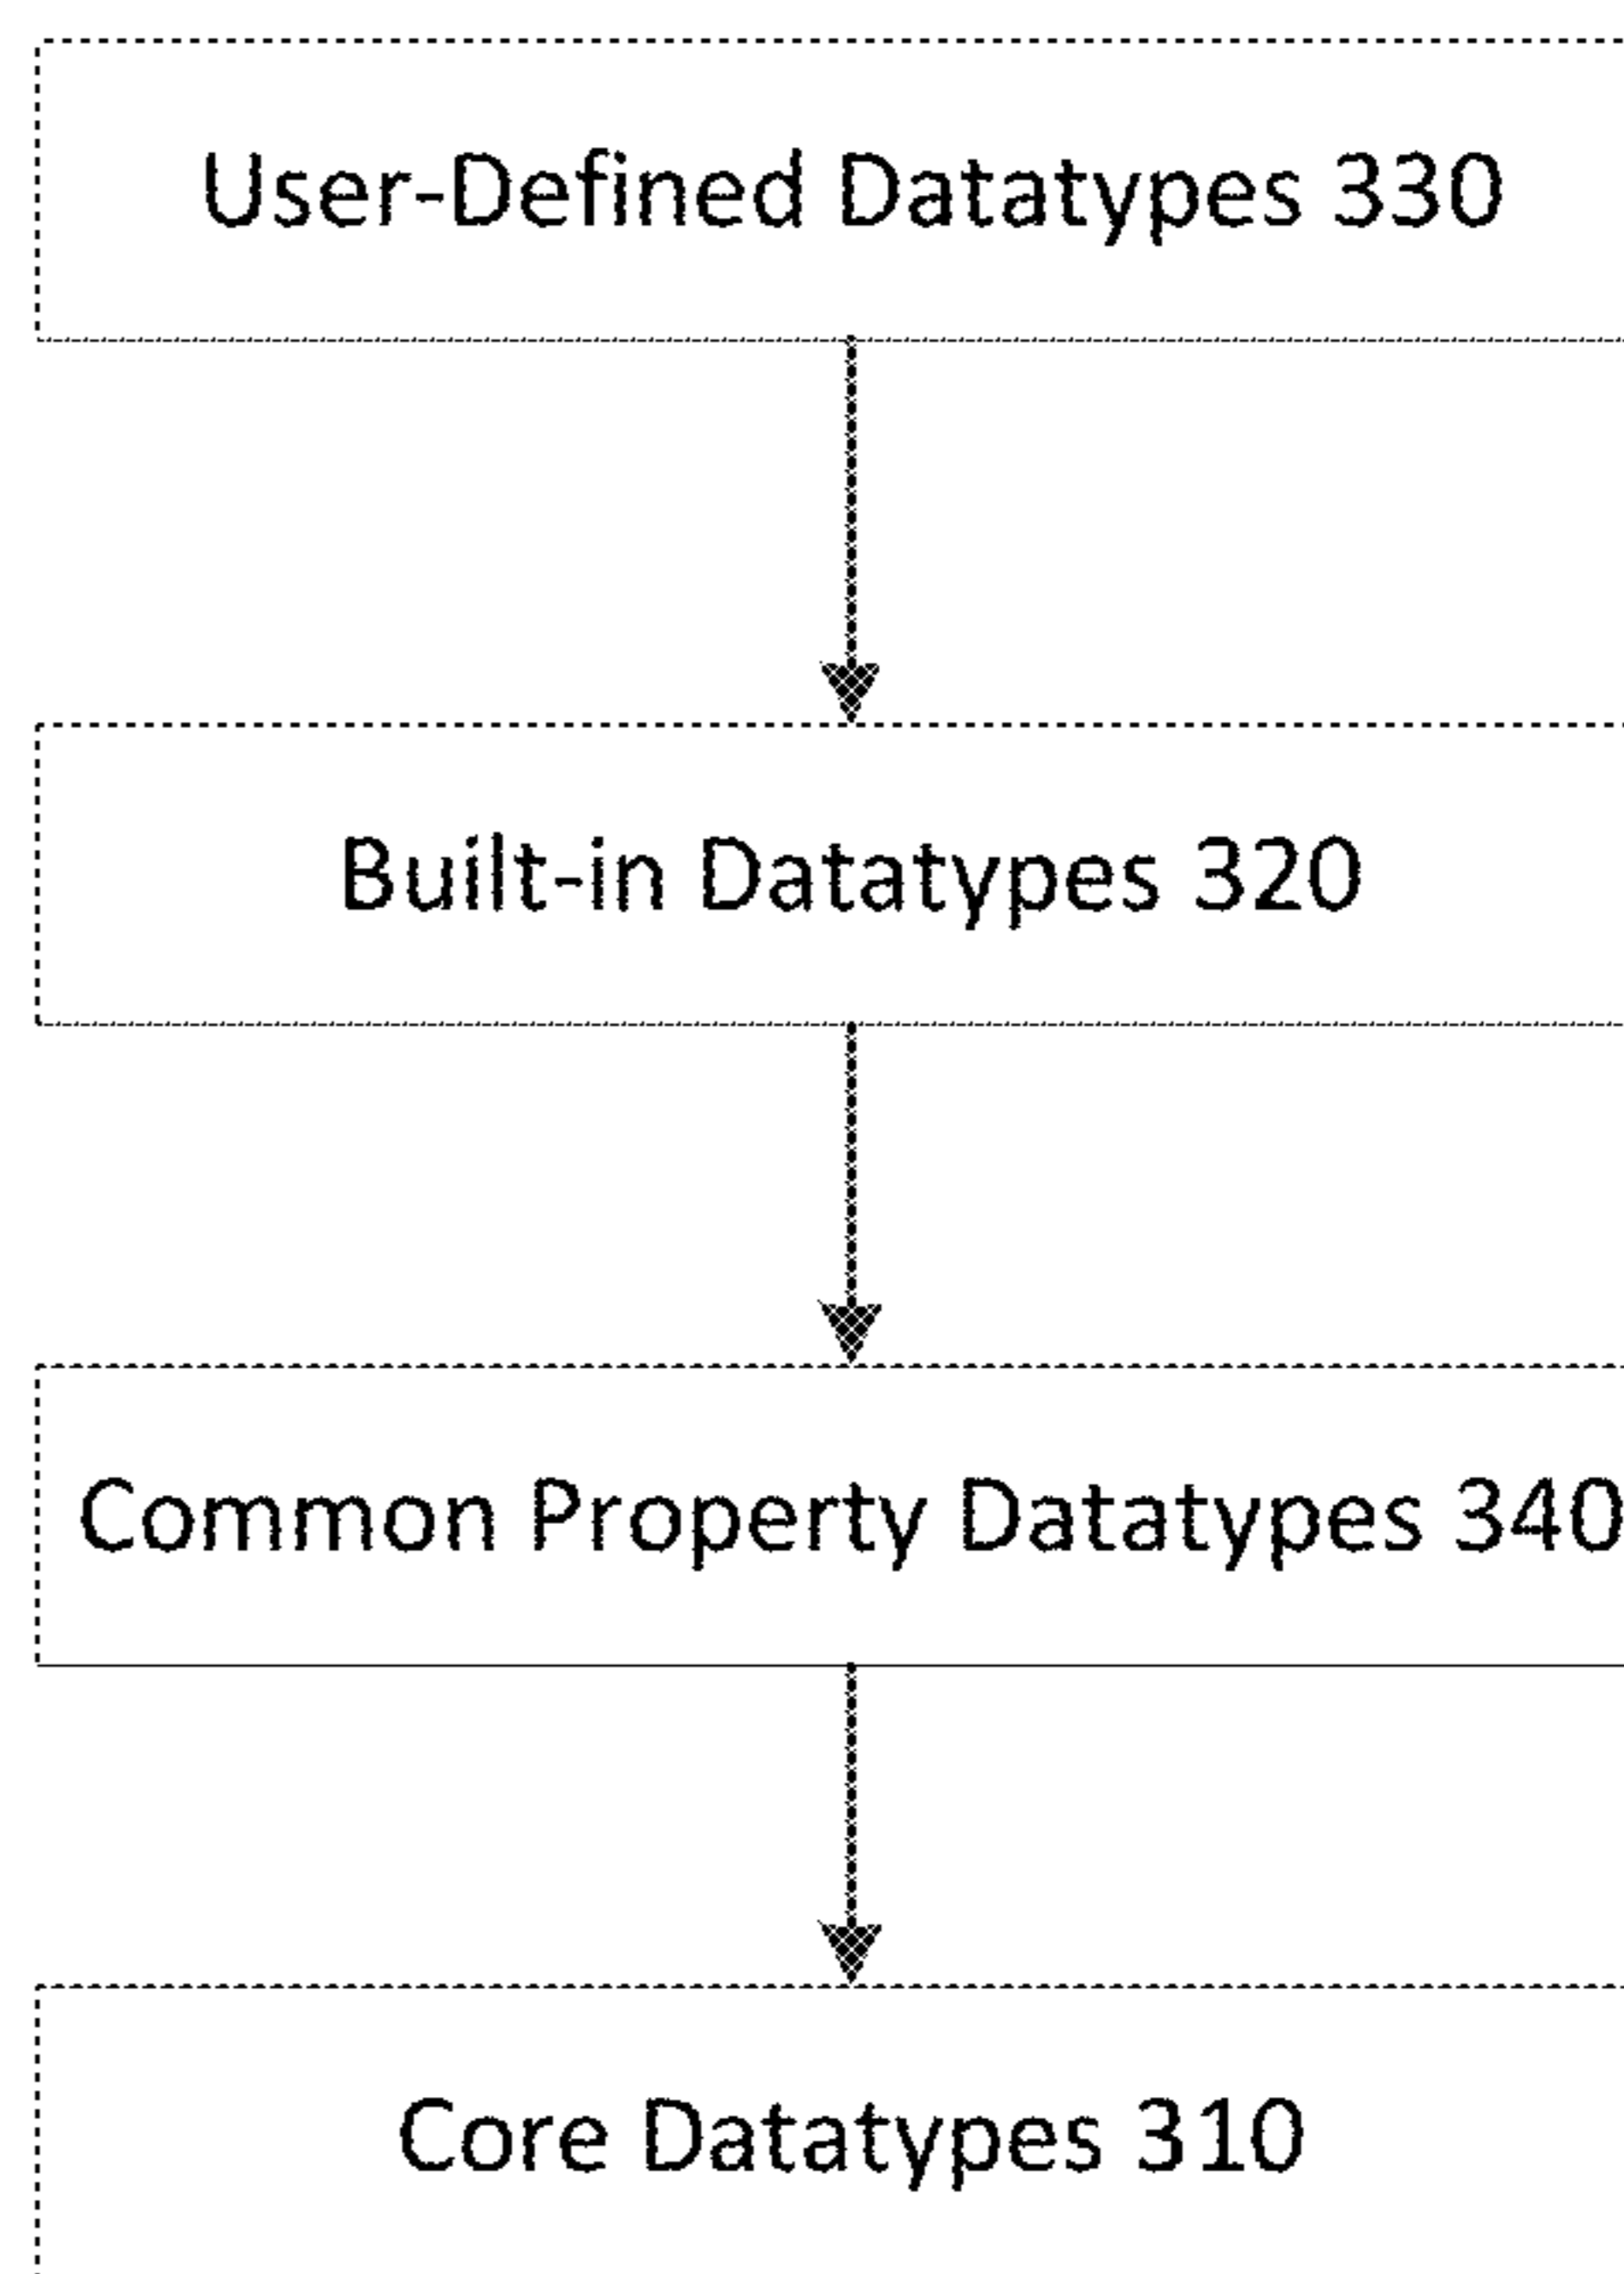 User-Defined Datatypes 330
Built-in Datatypes 320
Common Property Datatypes 340
Core Datatypes 310